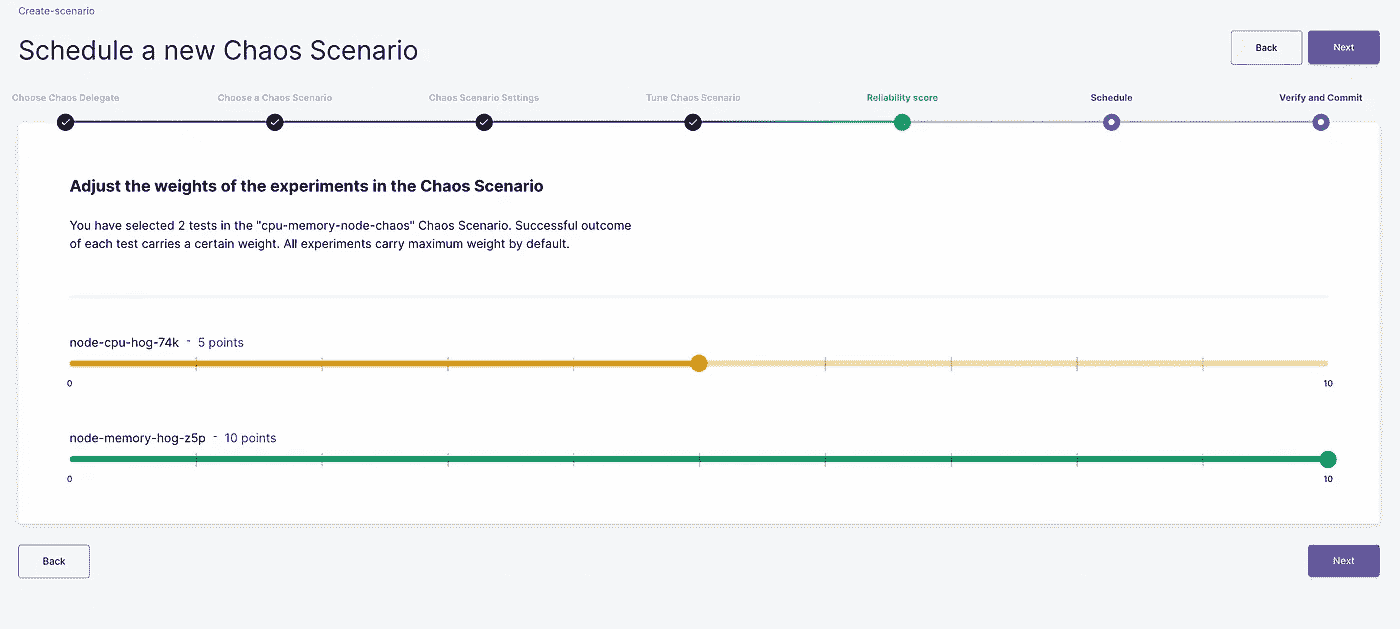 Create-scenario
Schedule a new Chaos Scenario
Back
Next
Choose Chaos Delegate
Choose a Chaos Scenario
Chaos Scenario Settings
Tune Chaos Scenario
Reliability score
Schedule
Verify and Commit
Adjust the weights of the experiments in the Chaos Scenario
You have selected 2 tests in the "cpu-memory-node-chaos" Chaos Scenario. Successful outcome
of each test carries a certain weight. All experiments carry maximum weight by default.
node-cpu-hog-74k - 5 points
0
10
node-memory-hog-z5p - 10 points
0
10
Back
Next